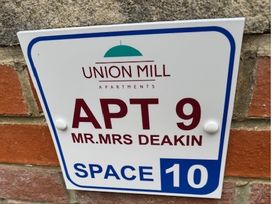 UNION MILL
APARTMENTS
APT 9
MR.MRS DEAKIN
SPACE 10